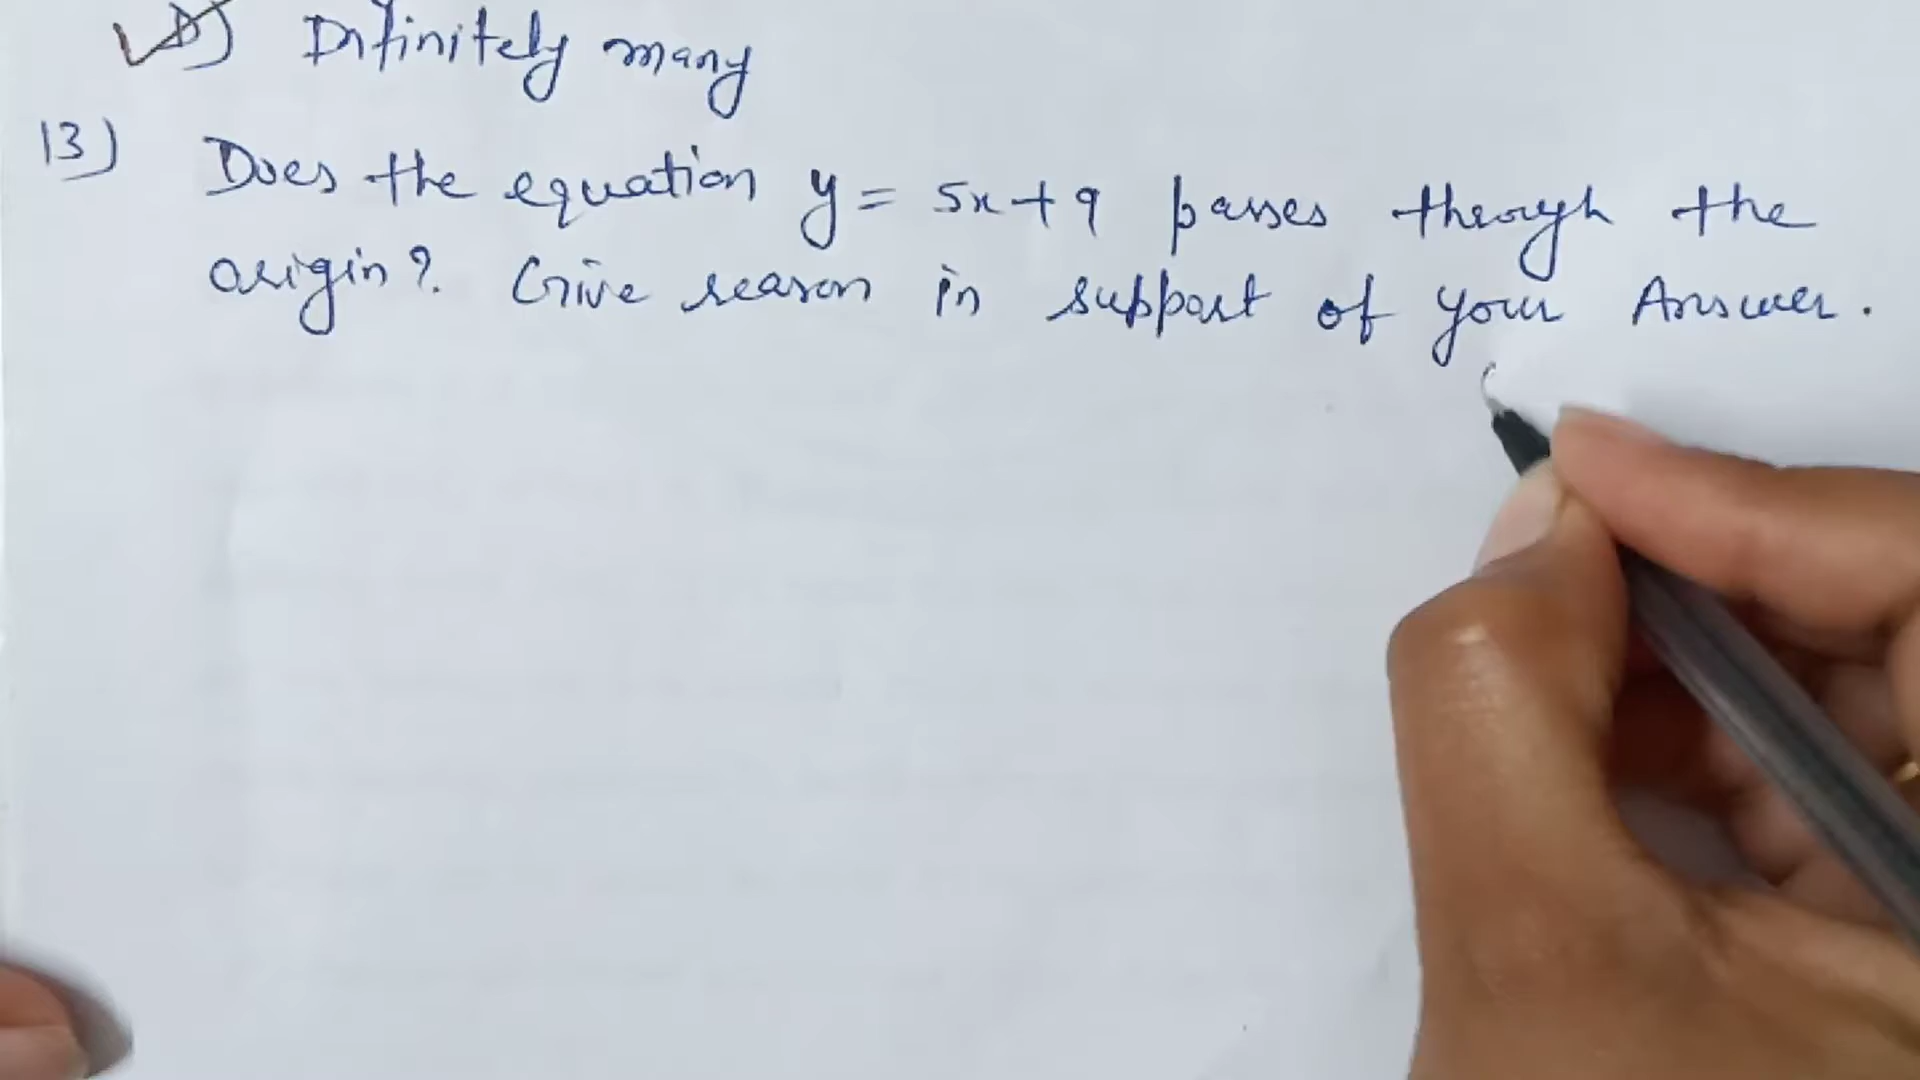 D) Infinitely many
13) Does the equation y = 5x+9 passes through the
origin? Give reason in support of your Answer.